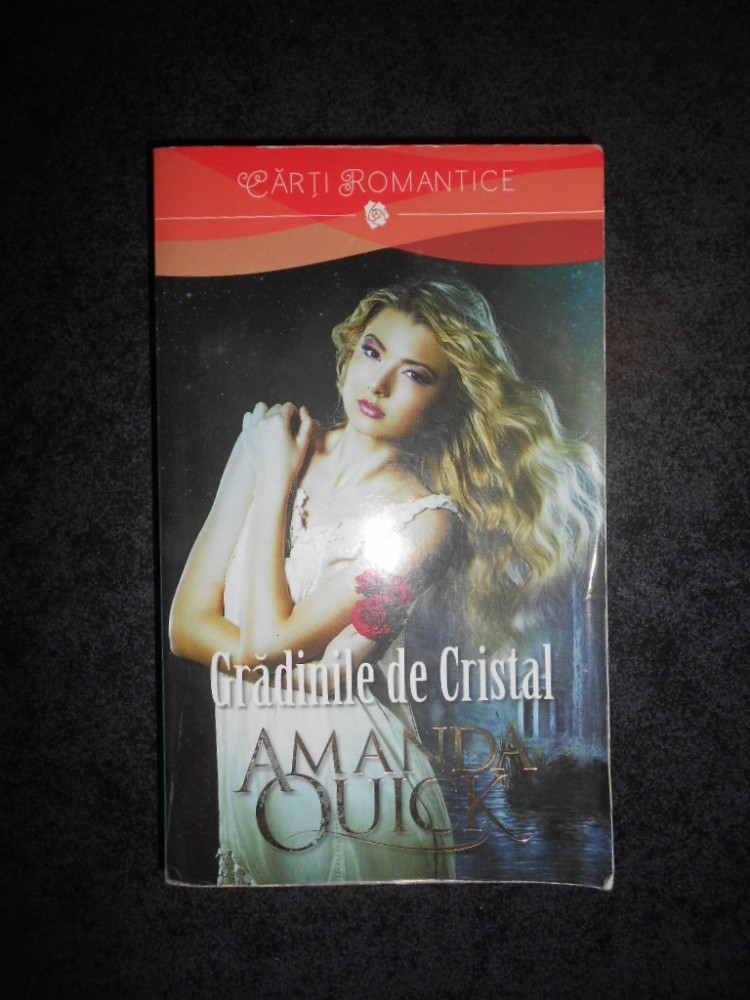 CĂRȚI ROMANTICE
Grădinile de Cristal
AMANDA
QUICK